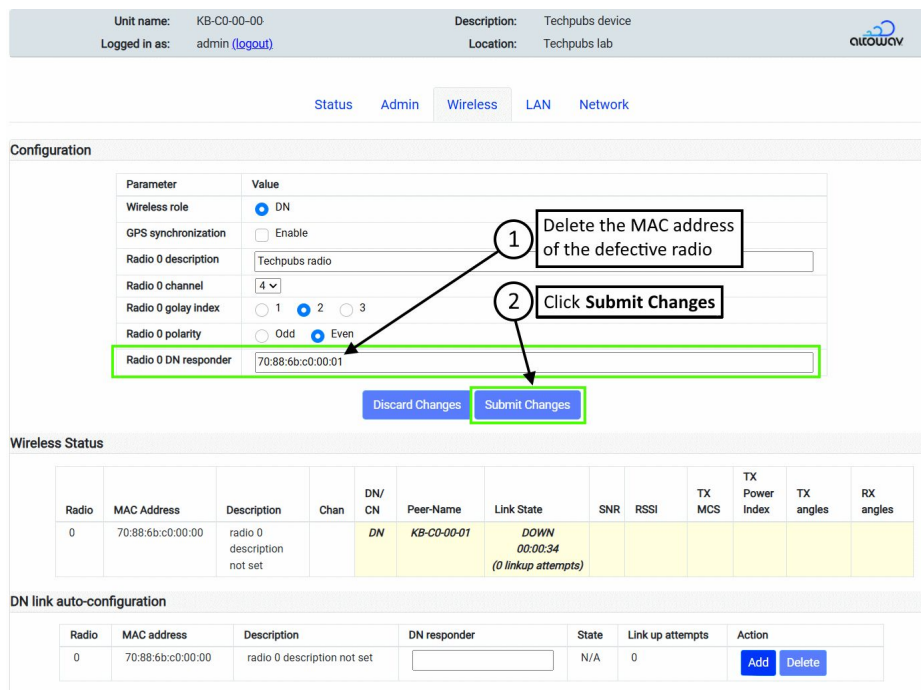 Unit name: KB-C0-00-00 Description: Techpubs device
Logged in as: admin (logout) Location: Techpubs lab
altowav
Status Admin Wireless LAN Network
Configuration
Parameter Value
Wireless role DN
GPS synchronization Enable
Radio 0 description Techpubs radio
Radio 0 channel 4
Radio 0 golay index 1 2 3
Radio 0 polarity Odd Even
Radio 0 DN responder 70:88:6b:c0:00:01
1 Delete the MAC address
of the defective radio
2 Click Submit Changes
Discard Changes Submit Changes
Wireless Status
Radio MAC Address Description Chan DN/ CN Peer-Name Link State SNR RSSI TX MCS TX Power Index TX angles RX angles
0 70:88:6b:c0:00:00 radio 0 DN KB-C0-00-01 DOWN
description 00:00:34
not set (0 linkup attempts)
DN link auto-configuration
Radio MAC address Description DN responder State Link up attempts Action
0 70:88:6b:c0:00:00 radio 0 description not set N/A 0 Add Delete